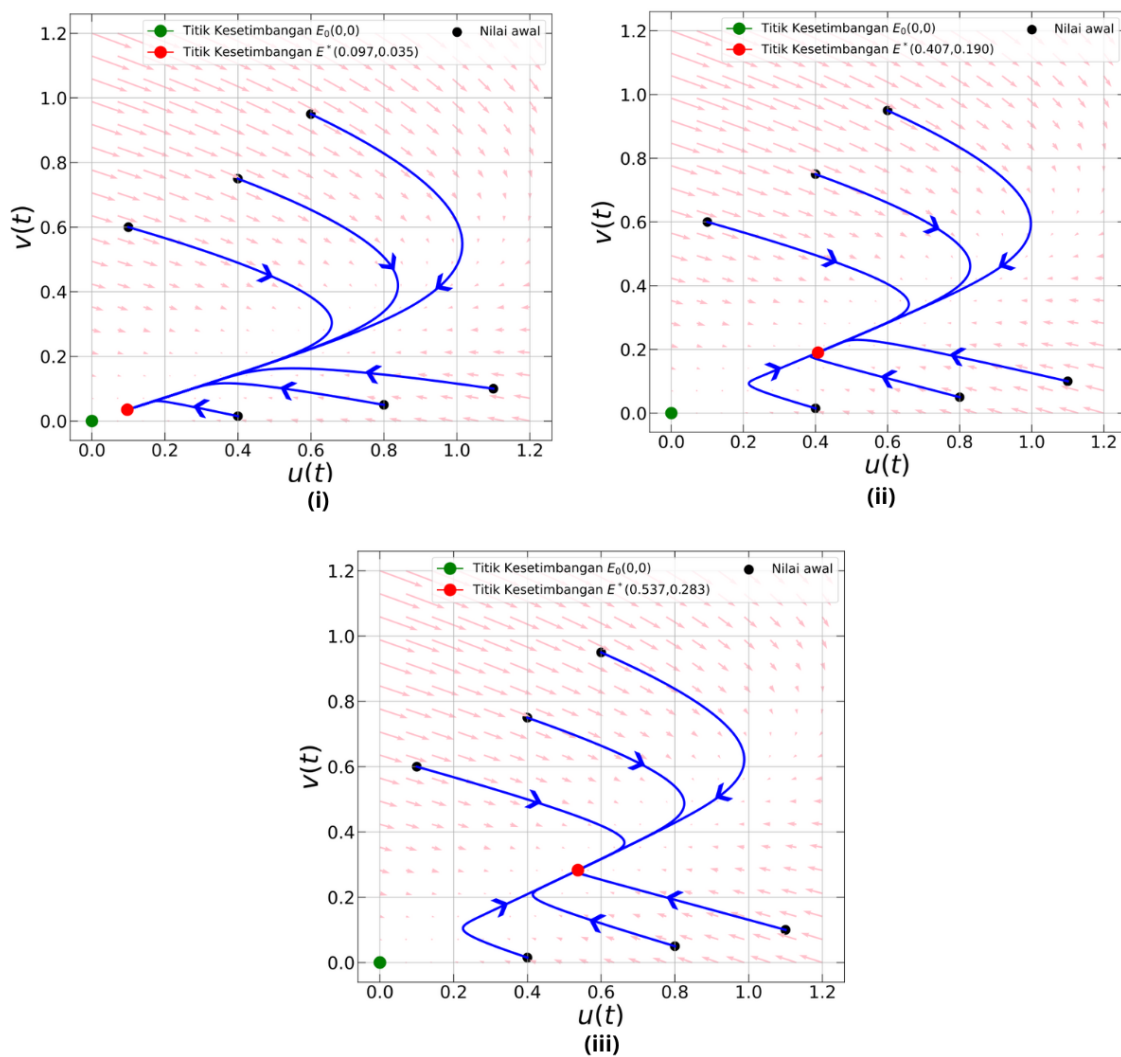 Titik Kesetimbangan E₀(0,0)
Titik Kesetimbangan E*(0.097,0.035)
Nilai awal
1.2
1.0
0.8
0.6
0.4
0.2
0.0
v(t)
0.0 0.2 0.4 0.6 0.8 1.0 1.2
u(t)
(i)
Titik Kesetimbangan E₀(0,0)
Titik Kesetimbangan E*(0.407,0.190)
Nilai awal
1.2
1.0
0.8
0.6
0.4
0.2
0.0
v(t)
0.0 0.2 0.4 0.6 0.8 1.0 1.2
u(t)
(ii)
Titik Kesetimbangan E₀(0,0)
Titik Kesetimbangan E*(0.537,0.283)
Nilai awal
1.2
1.0
0.8
0.6
0.4
0.2
0.0
v(t)
0.0 0.2 0.4 0.6 0.8 1.0 1.2
u(t)
(iii)